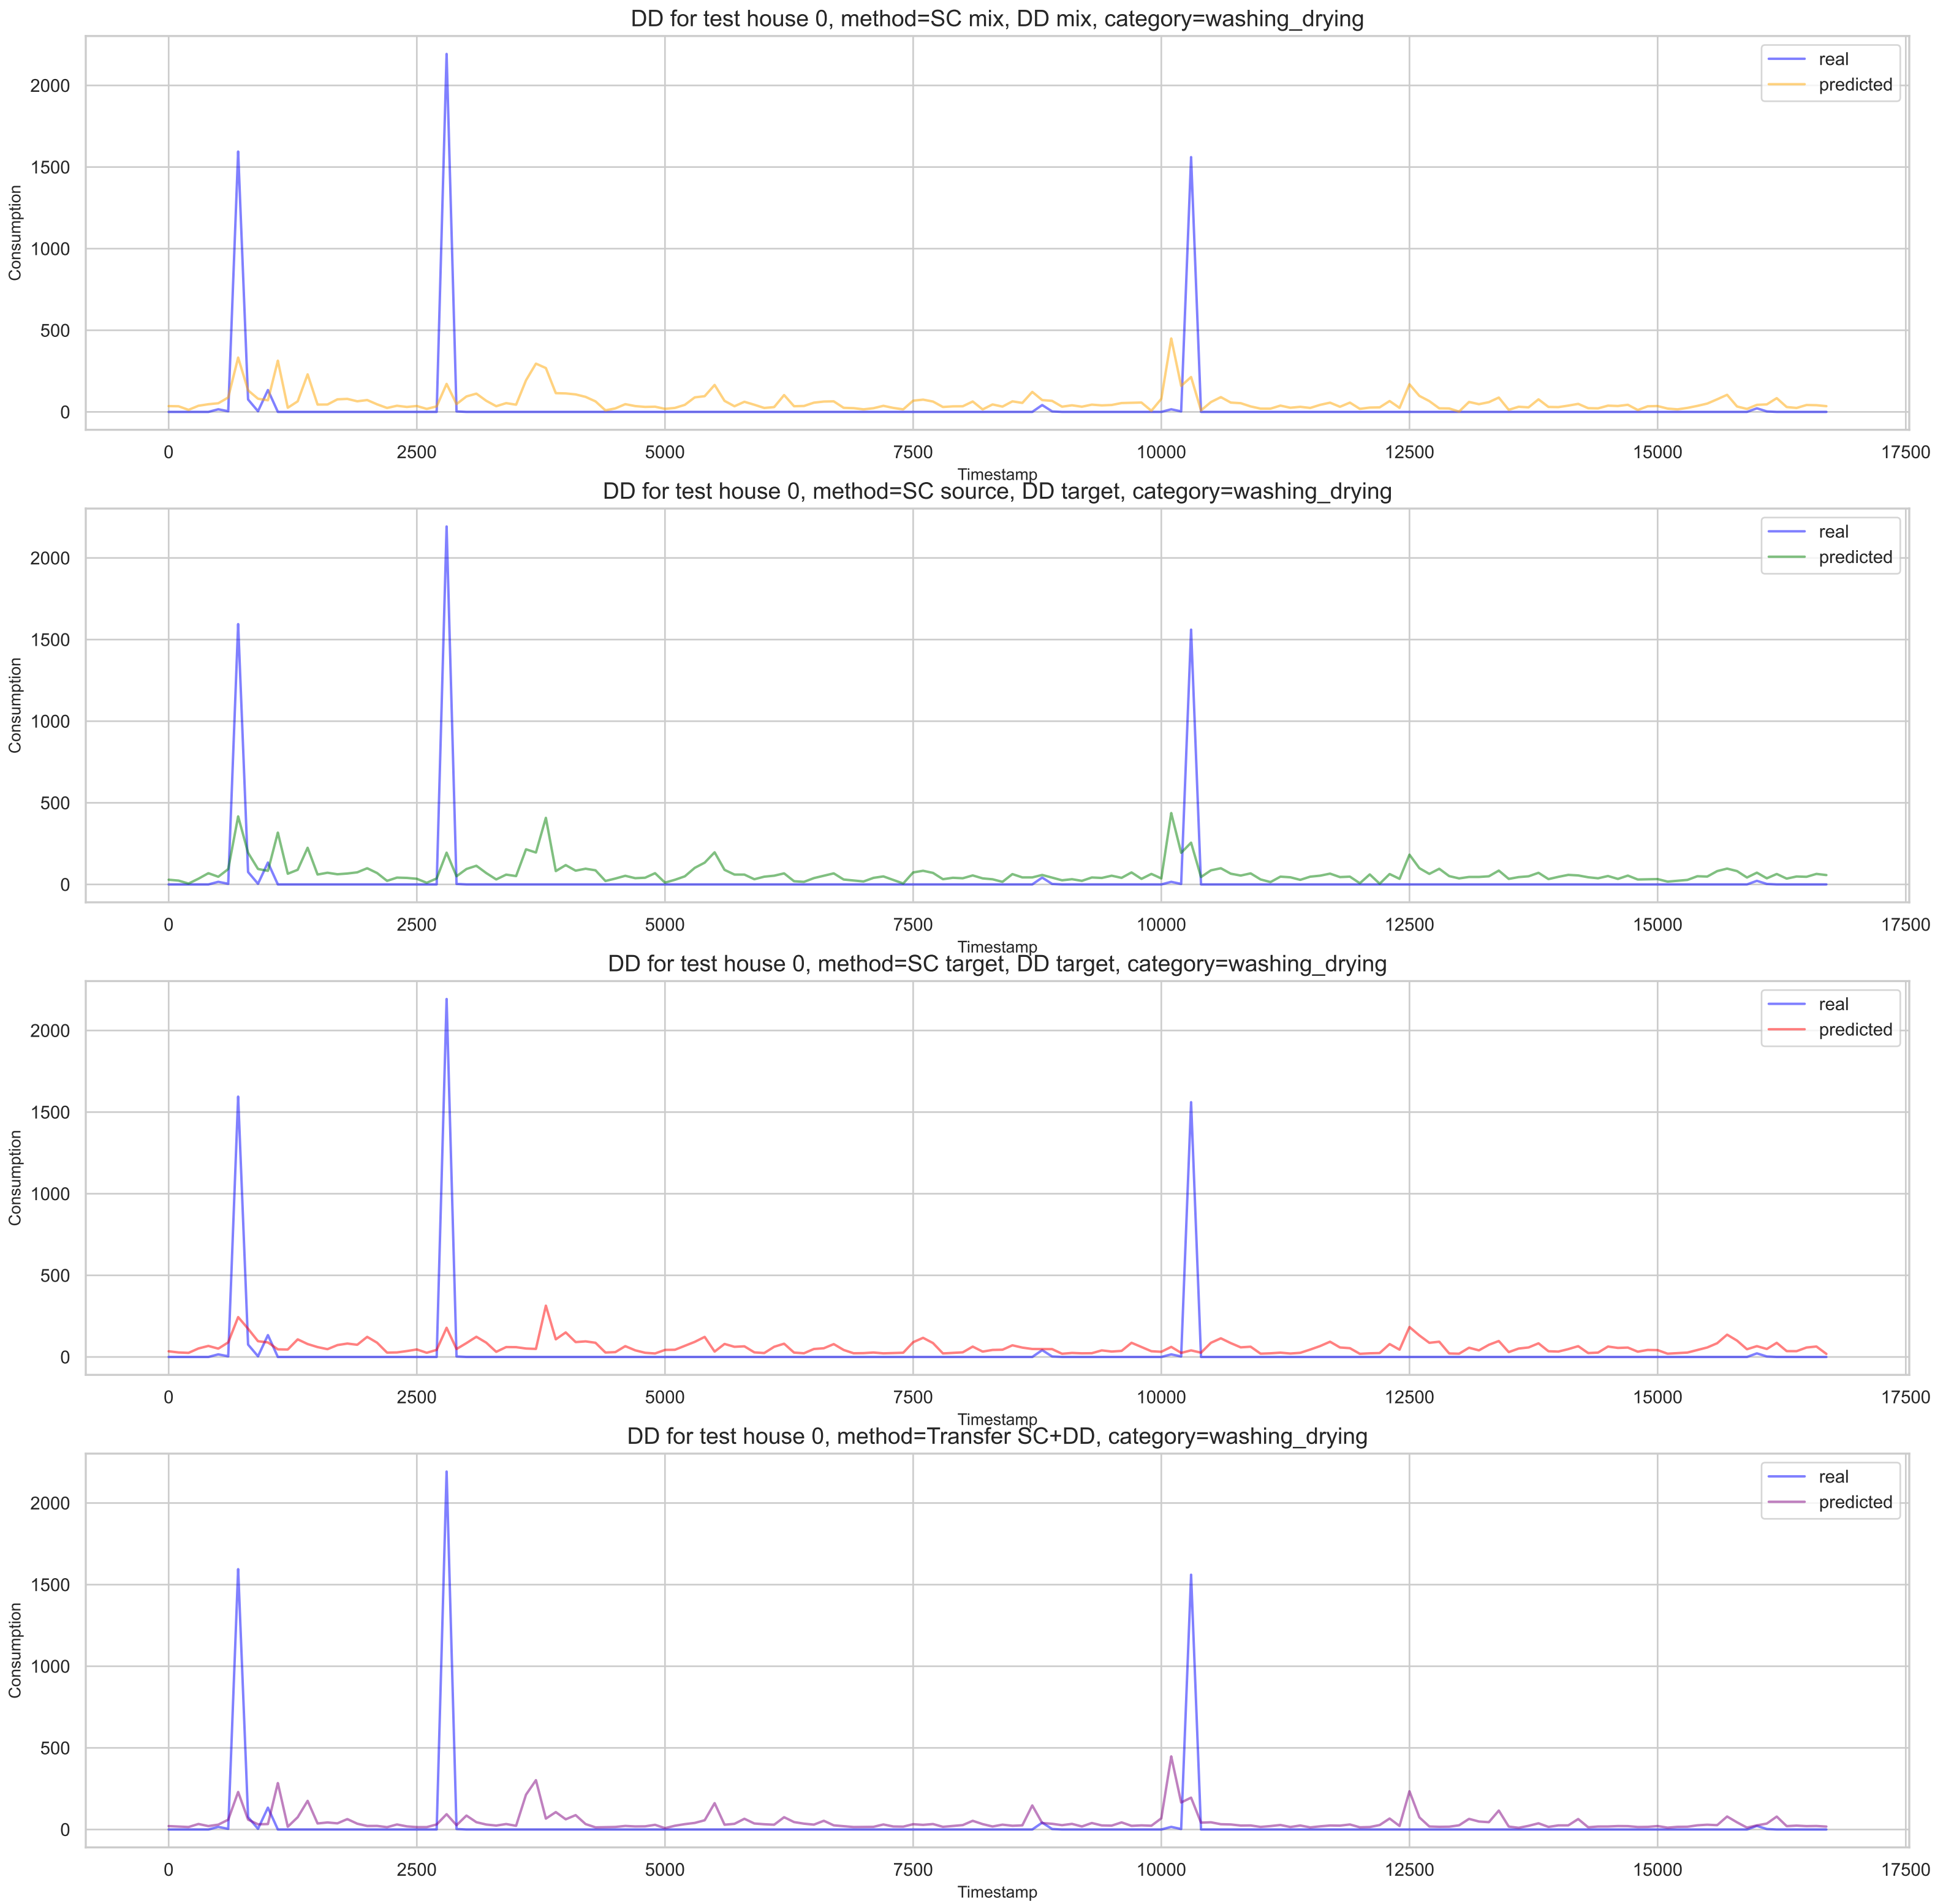 DD for test house 0, method=SC mix, DD mix, category=washing_drying
real
predicted
2000
1500
1000
500
0
Consumption
0 2500 5000 7500 10000 12500 15000 17500
Timestamp
DD for test house 0, method=SC source, DD target, category=washing_drying
real
predicted
2000
1500
1000
500
0
Consumption
0 2500 5000 7500 10000 12500 15000 17500
Timestamp
DD for test house 0, method=SC target, DD target, category=washing_drying
real
predicted
2000
1500
1000
500
0
Consumption
0 2500 5000 7500 10000 12500 15000 17500
Timestamp
DD for test house 0, method=Transfer SC+DD, category=washing_drying
real
predicted
2000
1500
1000
500
0
Consumption
0 2500 5000 7500 10000 12500 15000 17500
Timestamp